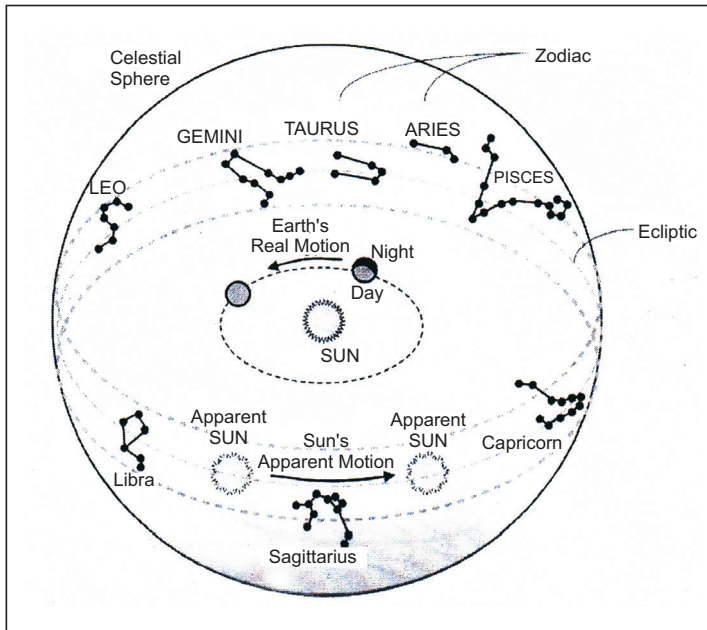 Celestial
Sphere
Zodiac
GEMINI
TAURUS
ARIES
LEO
PISCES
Earth's
Real Motion
Night
Day
Ecliptic
SUN
Apparent
SUN
Sun's
Apparent Motion
Apparent
SUN
Capricorn
Libra
Sagittarius